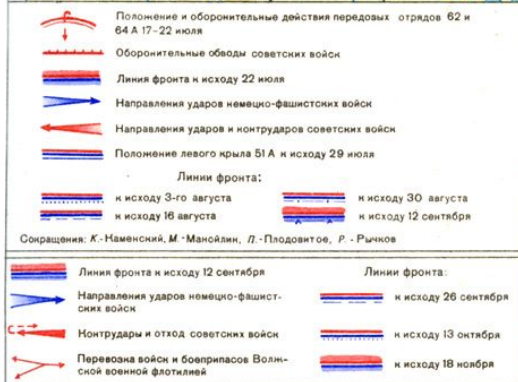 Положение и оборонительные действия передовых отрядов 62 и
64 А 17–22 июля
Оборонительные обводы советских войск
Линия фронта к исходу 22 июля
Направления ударов немецко-фашистских войск
Направления ударов и контрударов советских войск
Положение левого крыла 51 А к исходу 29 июля
Линии фронта:
к исходу 3-го августа
к исходу 30 августа
к исходу 16 августа
к исходу 12 сентября
Сокращения: К.-Каменский, М.-Манойлин, П.-Плодовитое, Р.-Рычков
Линия фронта к исходу 12 сентября
Направления ударов немецко-фашист-
ских войск
Контрудары и отход советских войск
Перевозка войск и боеприпасов Волж-
ской военной флотилией
Линии фронта:
к исходу 26 сентября
к исходу 13 октября
к исходу 18 ноября